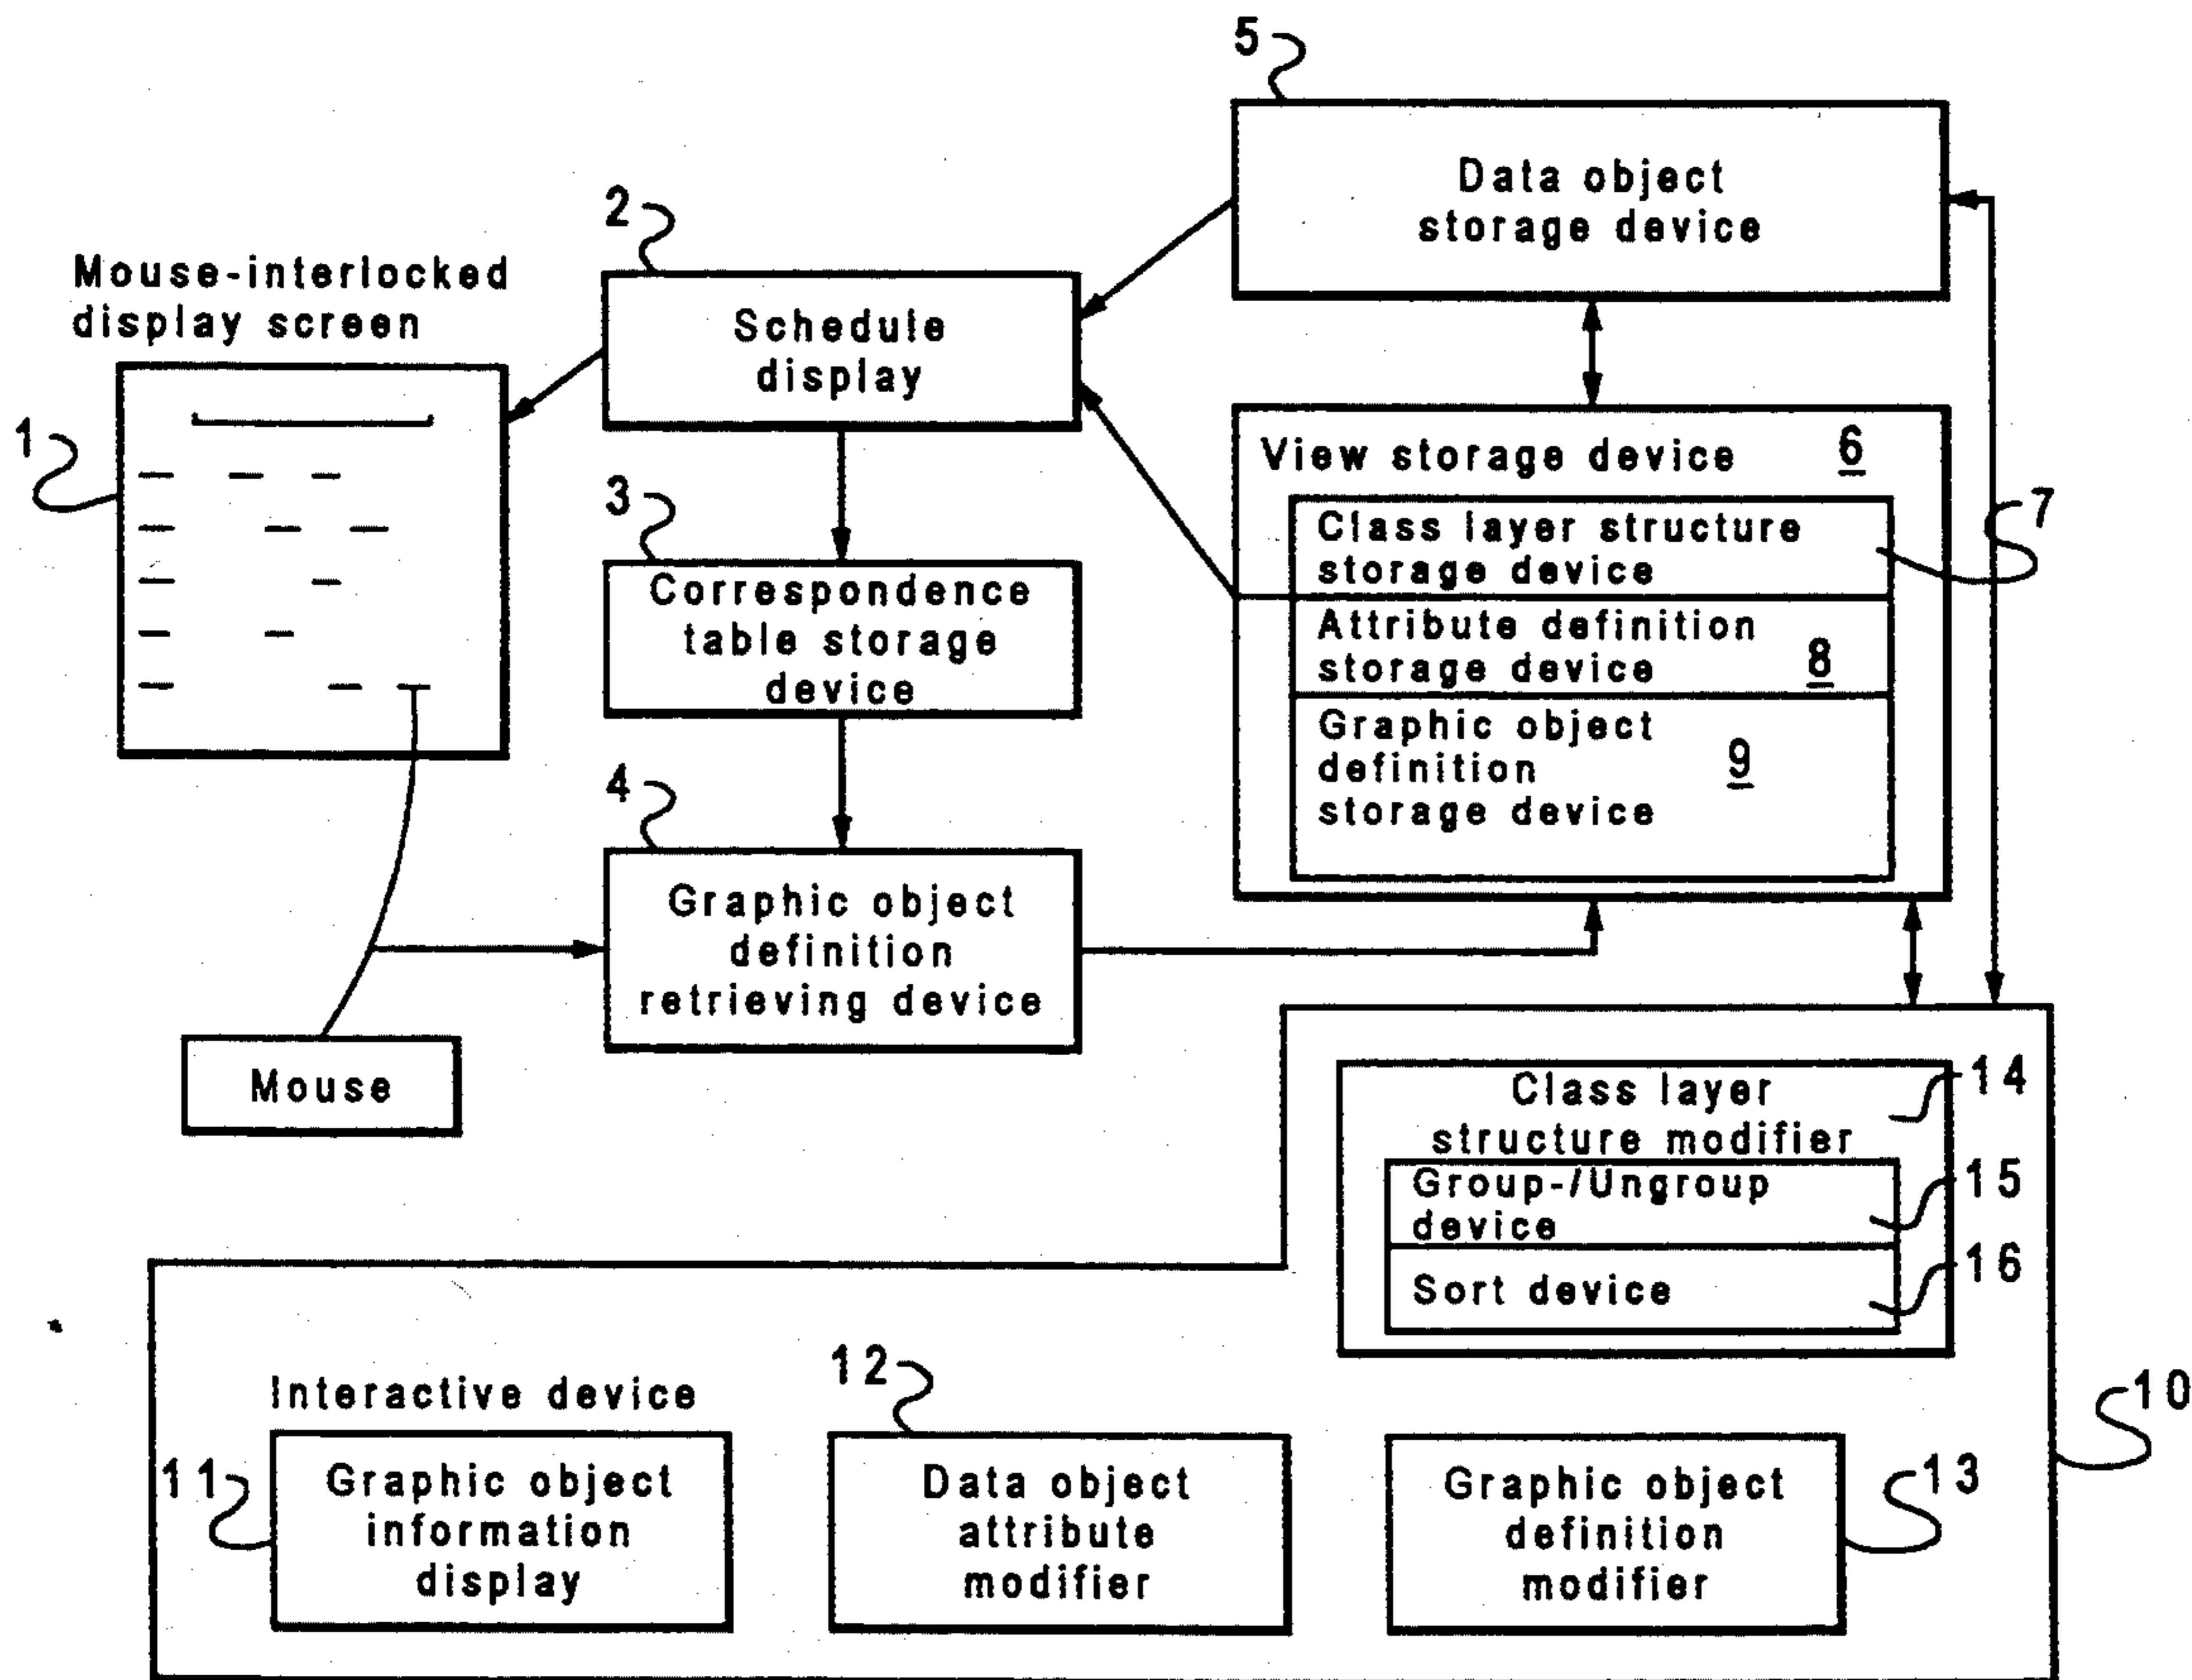 5
Data object
storage device
2
Mouse-interlocked
display screen
Schedule
display
1
View storage device 6
3
Class layer structure
storage device
7
Correspondence
table storage
device
Attribute definition
storage device 8
Graphic object
definition
storage device
9
4
Graphic object
definition
retrieving device
Mouse
Class layer
structure modifier
14
Group-/Ungroup
device
15
Sort device
16
12
Interactive device
10
11
Graphic object
information
display
Data object
attribute
modifier
Graphic object
definition
modifier
13